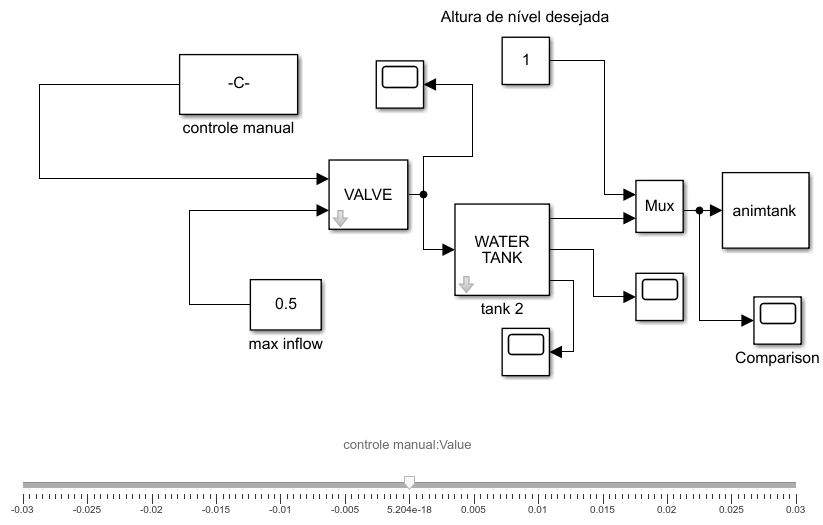 Altura de nível desejada
1
-C-
controle manual
VALVE
Mux
animtank
WATER
TANK
tank 2
0.5
max inflow
Comparison
controle manual:Value
-0.03 -0.025 -0.02 -0.015 -0.01 -0.005 5.204e-18 0.005 0.01 0.015 0.02 0.025 0.03